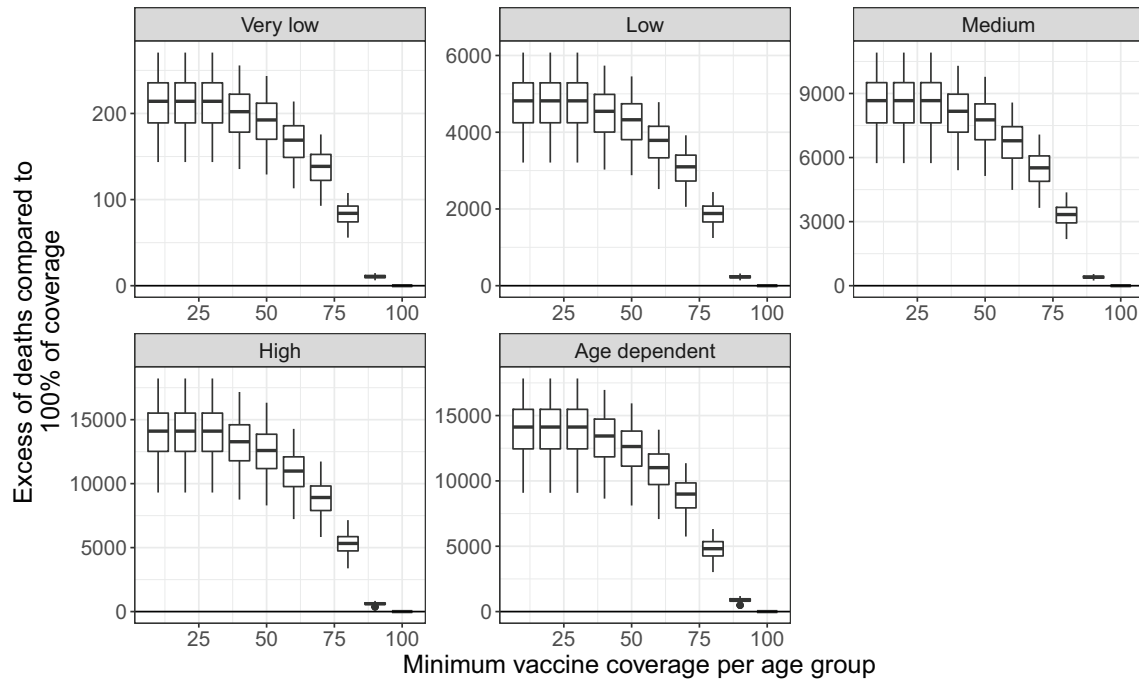 Very low
Low
Medium
200
100
0
6000
4000
2000
0
9000
6000
3000
0
25 50 75 100
25 50 75 100
25 50 75 100
High
Age dependent
15000
10000
5000
0
15000
10000
5000
0
25 50 75 100
25 50 75 100
Excess of deaths compared to
100% of coverage
Minimum vaccine coverage per age group